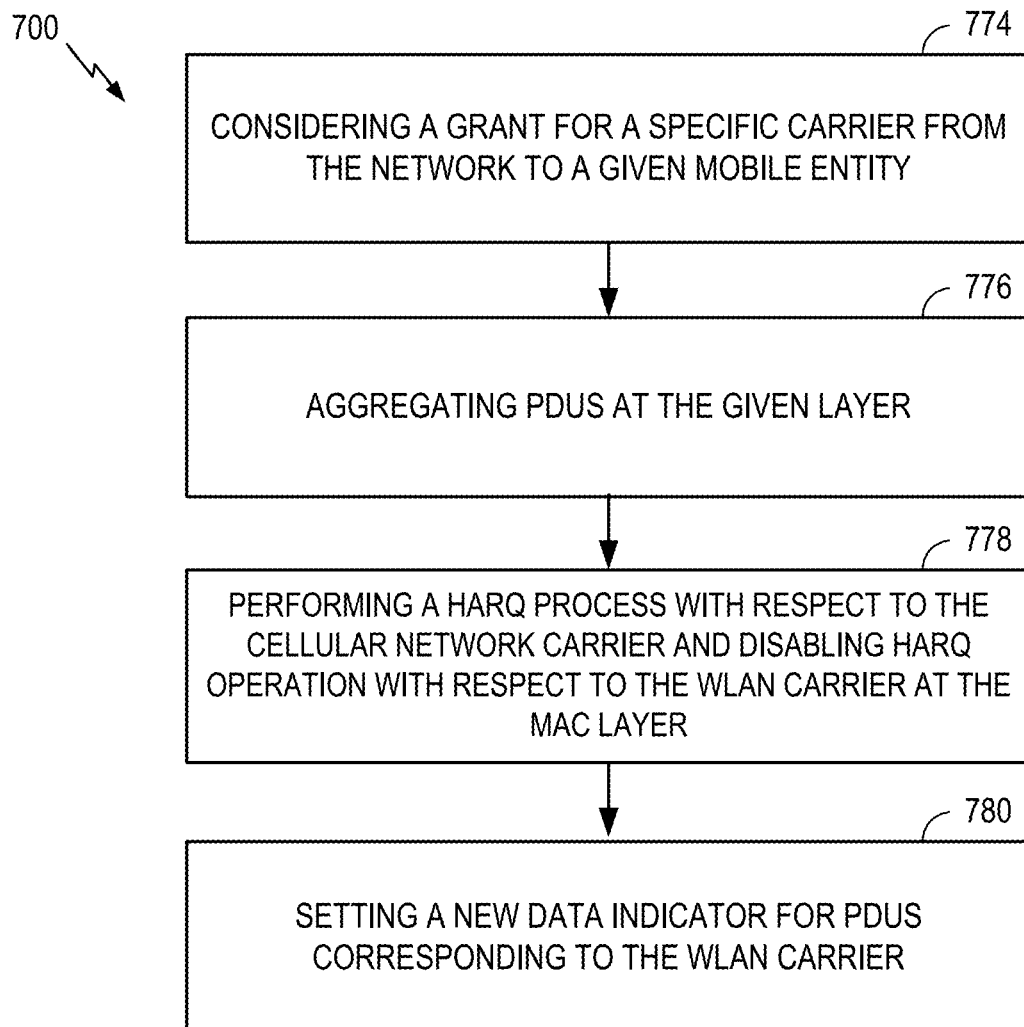 700
774
CONSIDERING A GRANT FOR A SPECIFIC CARRIER FROM
THE NETWORK TO A GIVEN MOBILE ENTITY
776
AGGREGATING PDUS AT THE GIVEN LAYER
778
PERFORMING A HARQ PROCESS WITH RESPECT TO THE
CELLULAR NETWORK CARRIER AND DISABLING HARQ
OPERATION WITH RESPECT TO THE WLAN CARRIER AT THE
MAC LAYER
780
SETTING A NEW DATA INDICATOR FOR PDUS
CORRESPONDING TO THE WLAN CARRIER